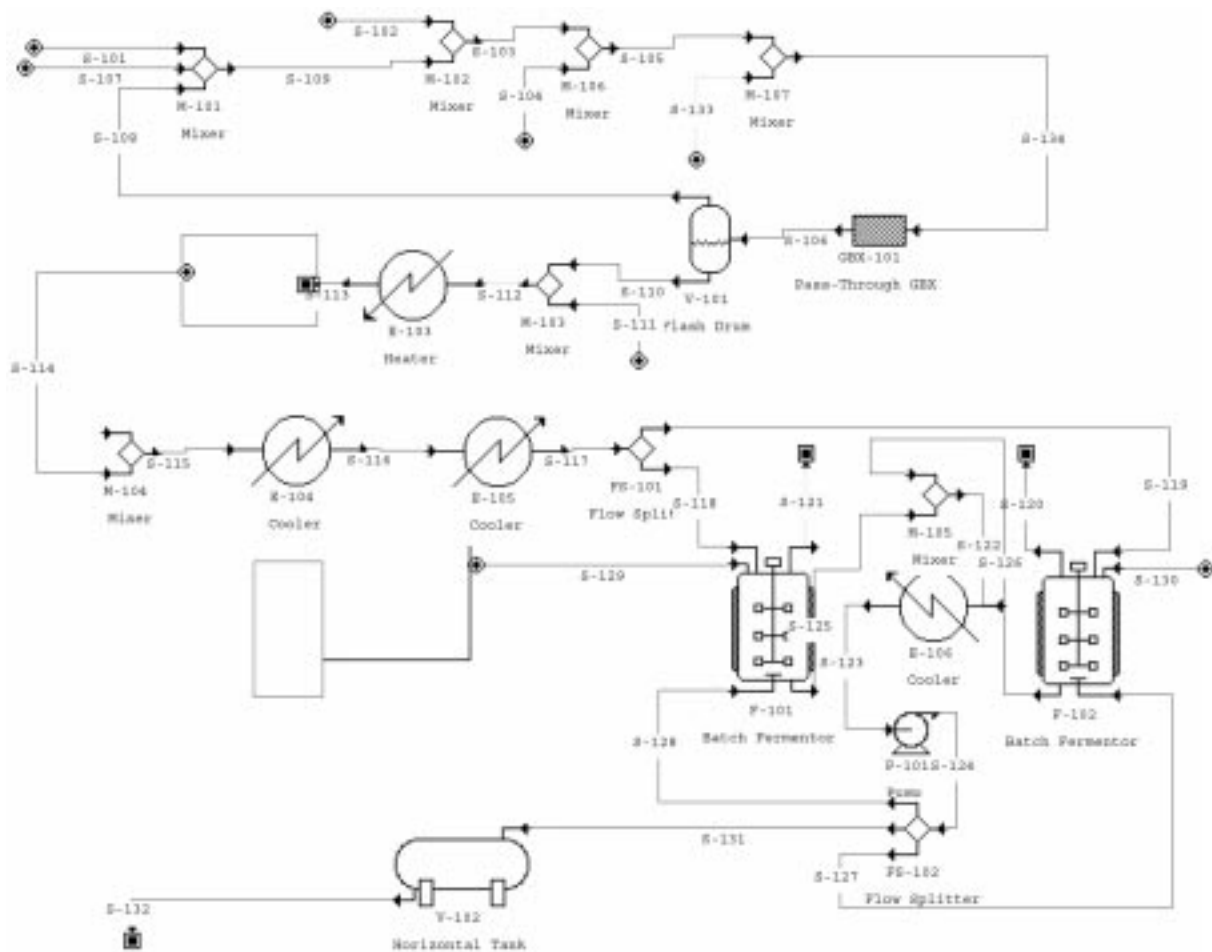 S-102
S-103
S-101
S-107
S-109
M-102
Mixer
S-104
M-106
Mixer
S-105
M-107
Mixer
M-101
Mixer
S-133
S-108
S-106
GBX-101
Pass-Through GBX
V-101
Flash Drum
S-113
E-103
Heater
S-112
M-103
Mixer
S-110
S-111
S-114
M-104
Mixer
S-115
E-104
Cooler
S-116
E-105
Cooler
S-117
FS-101
Flow Split
S-118
S-121
S-120
S-119
M-105
Mixer
S-122
S-126
S-129
S-130
S-125
S-123
E-106
Cooler
F-101
Batch Fermentor
F-102
Batch Fermentor
S-128
P-101
S-124
Pump
S-131
S-127
FS-102
Flow Splitter
S-132
V-102
Horizontal Tank